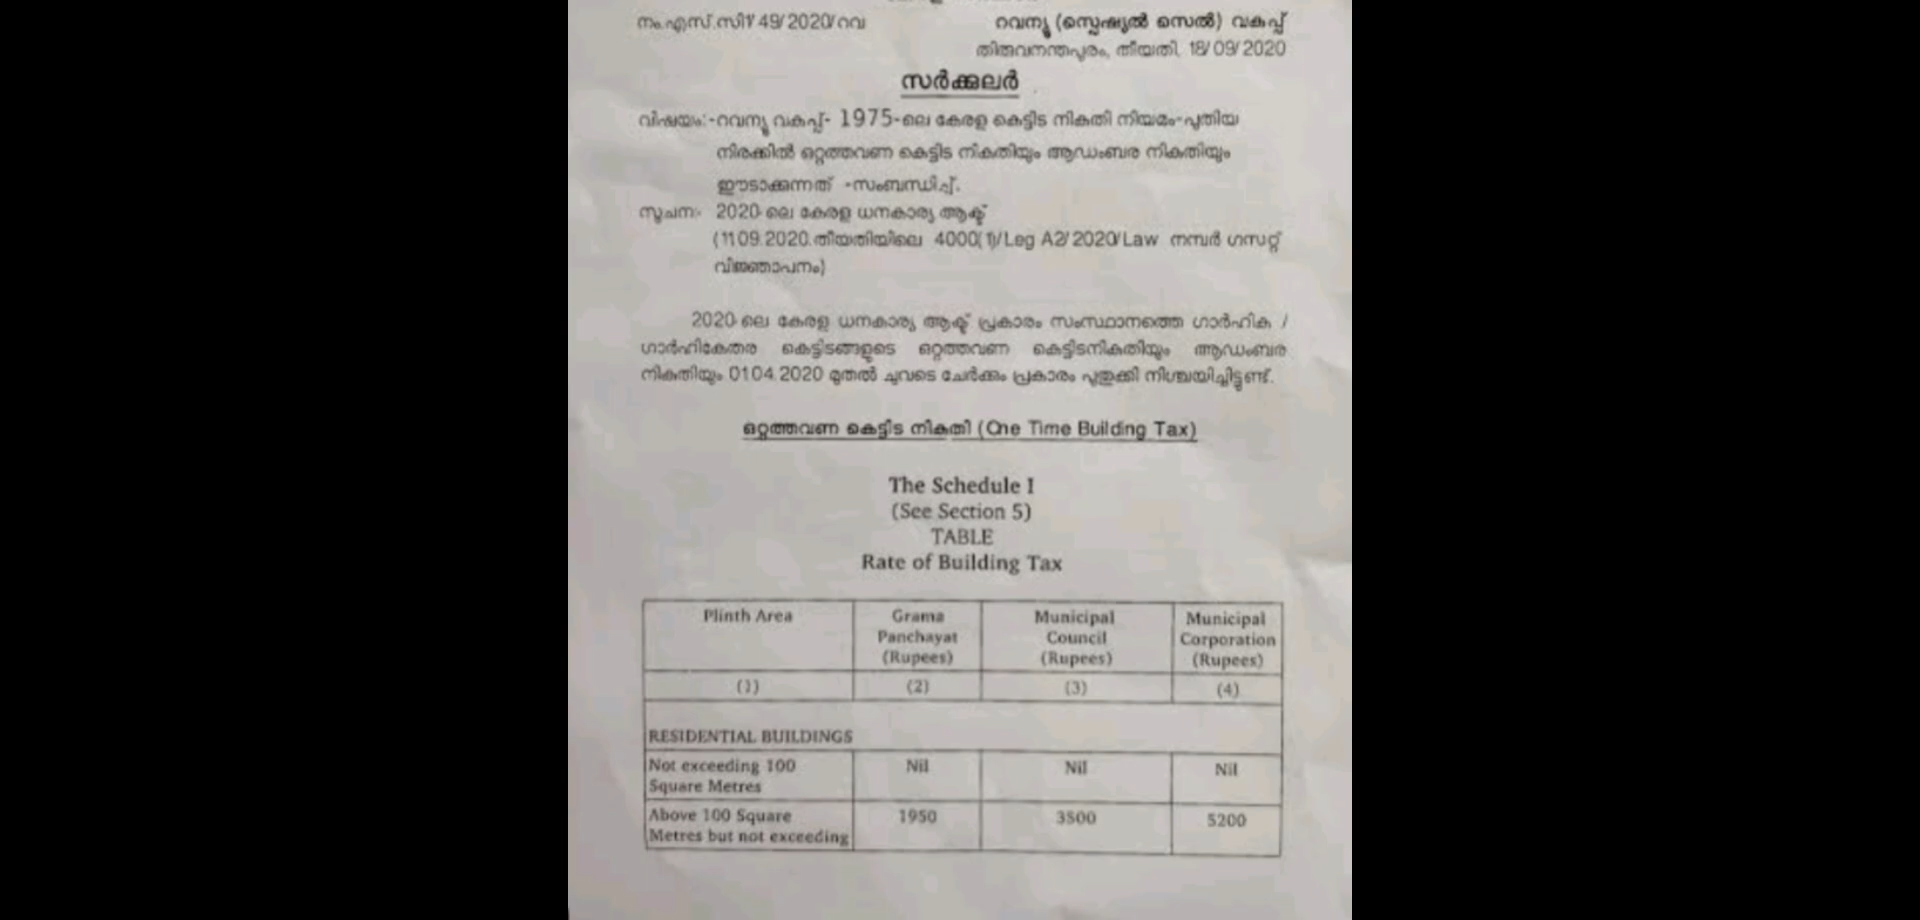 നം.എസ്.സി1/49/2020/റവ
റവന്യൂ (സ്പെഷ്യൽ സെൽ) വകുപ്പ്
തിരുവനന്തപുരം, തീയതി, 18/09/2020
സർക്കുലർ
വിഷയം:-റവന്യൂ വകുപ്പ്- 1975-ലെ കേരള കെട്ടിട നികുതി നിയമം-പുതിയ
നിരക്കിൽ ഒറ്റത്തവണ കെട്ടിട നികുതിയും ആഡംബര നികുതിയും
ഈടാക്കുന്നത് -സംബന്ധിച്ച്.
സൂചന:- 2020-ലെ കേരള ധനകാര്യ ആക്ട്
(11.09.2020.തീയതിയിലെ 4000(1)/Leg A2/2020/Law നമ്പർ ഗസറ്റ്
വിജ്ഞാപനം)
2020-ലെ കേരള ധനകാര്യ ആക്ട് പ്രകാരം സംസ്ഥാനത്തെ ഗാർഹിക /
ഗാർഹികേതര കെട്ടിടങ്ങളുടെ ഒറ്റത്തവണ കെട്ടിടനികുതിയും ആഡംബര
നികുതിയും 01.04.2020 മുതൽ ചുവടെ ചേർക്കും പ്രകാരം പുതുക്കി നിശ്ചയിച്ചിട്ടുണ്ട്.
ഒറ്റത്തവണ കെട്ടിട നികുതി (One Time Building Tax)
The Schedule I
(See Section 5)
TABLE
Rate of Building Tax
Plinth Area Grama Municipal Municipal
Panchayat Council Corporation
(Rupees) (Rupees) (Rupees)
(1) (2) (3) (4)
RESIDENTIAL BUILDINGS
Not exceeding 100 Nil Nil Nil
Square Metres
Above 100 Square 1950 3500 5200
Metres but not exceeding